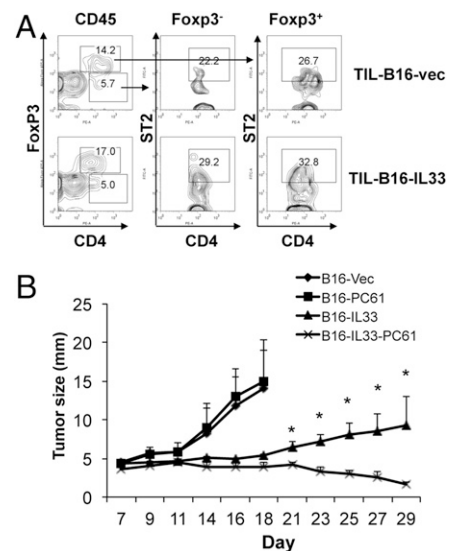 A
CD45 Foxp3- Foxp3+
FoxP3 ST2 ST2
14.2
5.7
22.2
26.7
TIL-B16-vec
17.0
5.0
29.2
32.8
TIL-B16-IL33
CD4 CD4 CD4
B
B16-Vec
B16-PC61
B16-IL33
B16-IL33-PC61
Tumor size (mm)
25
20
15
10
5
0
* * * * *
7 9 11 14 16 18 21 23 25 27 29
Day